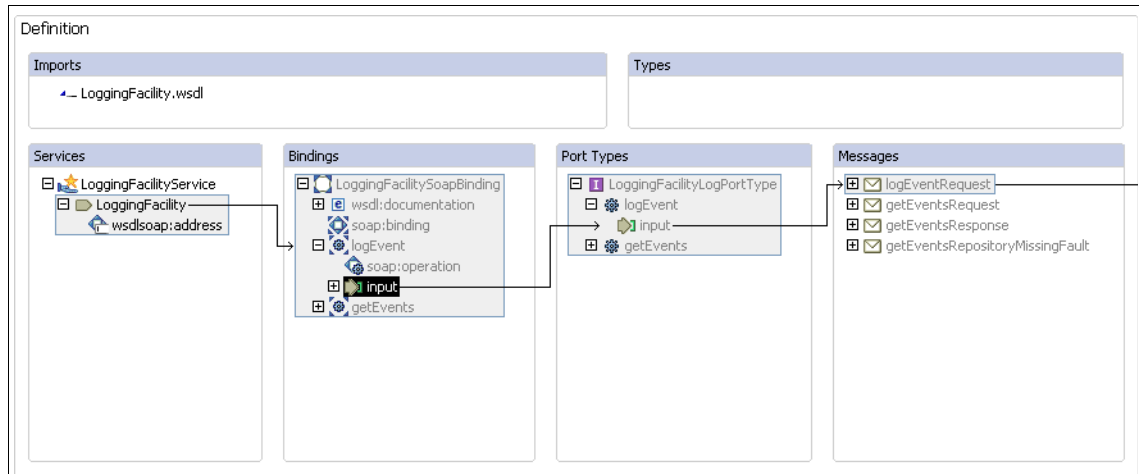 Definition
Imports
LoggingFacility.wsdl
Types
Services
LoggingFacilityService
LoggingFacility
wsdlsoap:address
Bindings
LoggingFacilitySoapBinding
wsdl:documentation
soap:binding
logEvent
soap:operation
input
getEvents
Port Types
LoggingFacilityLogPortType
logEvent
input
getEvents
Messages
logEventRequest
getEventsRequest
getEventsResponse
getEventsRepositoryMissingFault